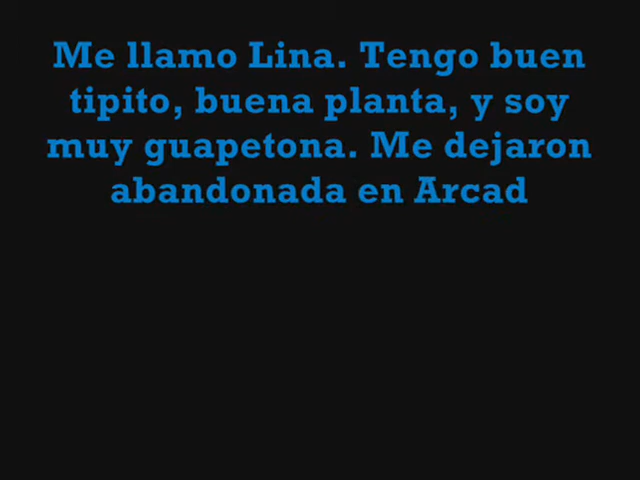 Me llamo Lina. Tengo buen
tipito, buena planta, y soy
muy guapetona. Me dejaron
abandonada en Arcad